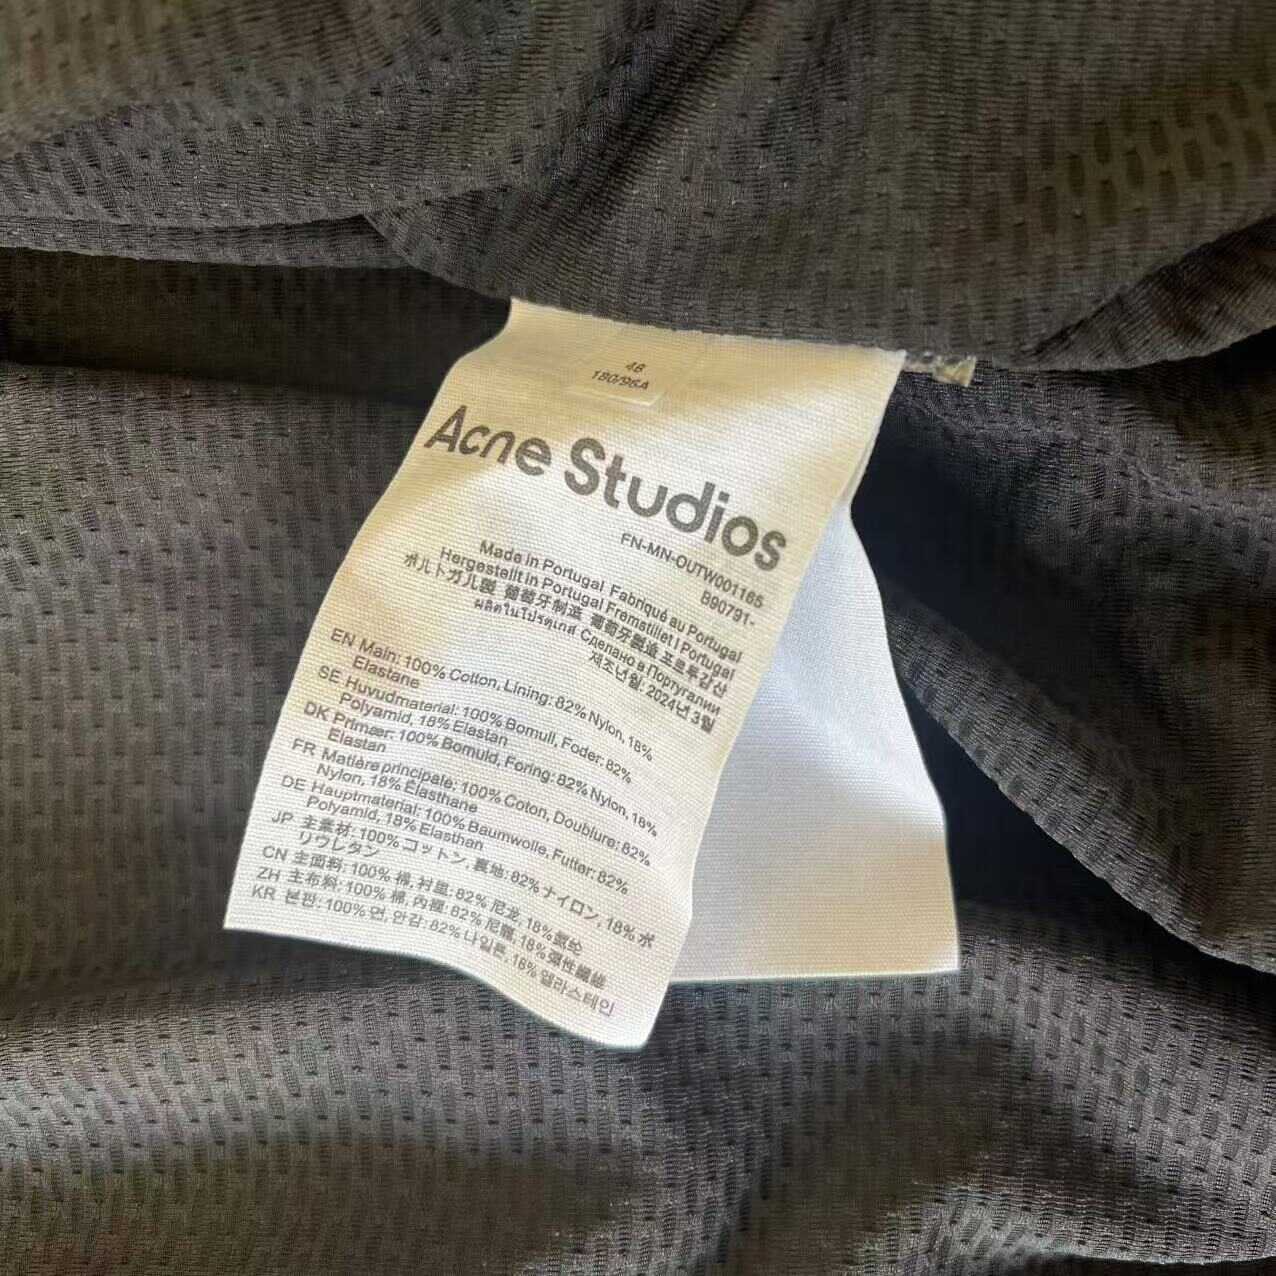 48
180/96A
Acne Studios
FN-MN-OUTW001165
B90791-
Made in Portugal Fabriqué au Portugal
Hergestellt in Portugal Framstillet I Portugal
ポルトガル製 葡萄牙制造 葡萄牙製造 포르투갈산
ผลิตในโปรตุเกส Сделано в Португалии
제조년월: 2024년 3월
EN Main: 100% Cotton, Lining: 82% Nylon, 18%
Elastane
SE Huvudmaterial: 100% Bomull, Foder: 82%
Polyamid, 18% Elastan
DK Primær: 100% Bomuld, Foring: 82% Nylon, 18%
Elastan
FR Matière principale: 100% Coton, Doublure: 82%
Nylon, 18% Élasthane
DE Hauptmaterial: 100% Baumwolle, Futter: 82%
Polyamid, 18% Elasthan
JP 主素材: 100% コットン, 裏地: 82% ナイロン, 18% ポ
リウレタン
CN 主面料: 100% 棉, 衬里: 82% 尼龙, 18% 氨纶
ZH 主布料: 100% 棉, 內裡: 82% 尼龍, 18% 彈性纖維
KR 본판: 100% 면, 안감: 82% 나일론, 18% 엘라스테인